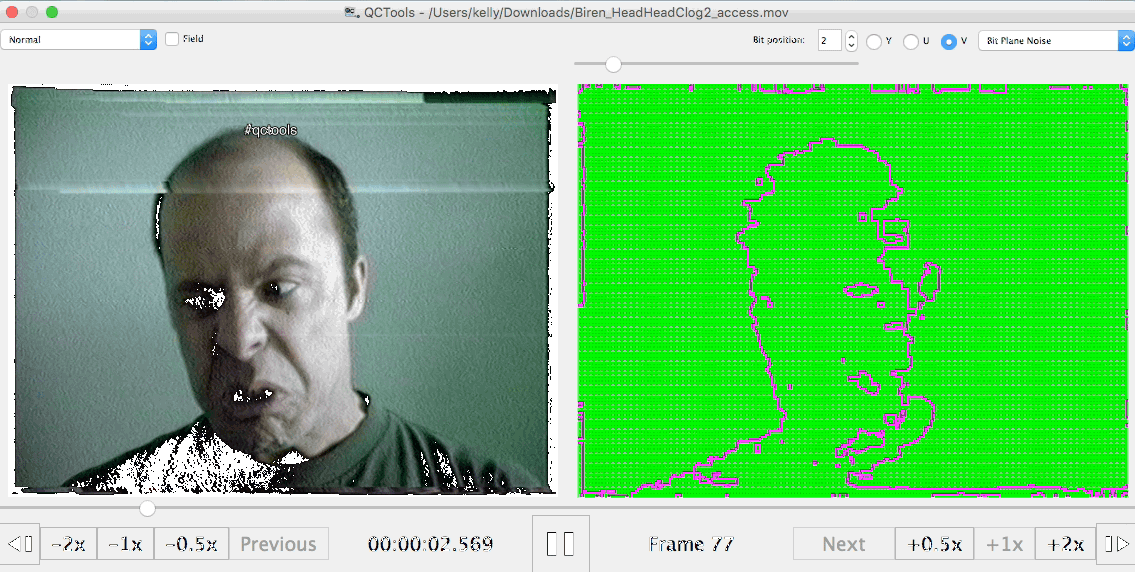 QCTools - /Users/kelly/Downloads/Biren_HeadHeadClog2_access.mov
Normal Field Bit position: 2 Y U V Bit Plane Noise
#qctools
-2x -1x -0.5x Previous 00:00:02.569 Frame 77 Next +0.5x +1x +2x